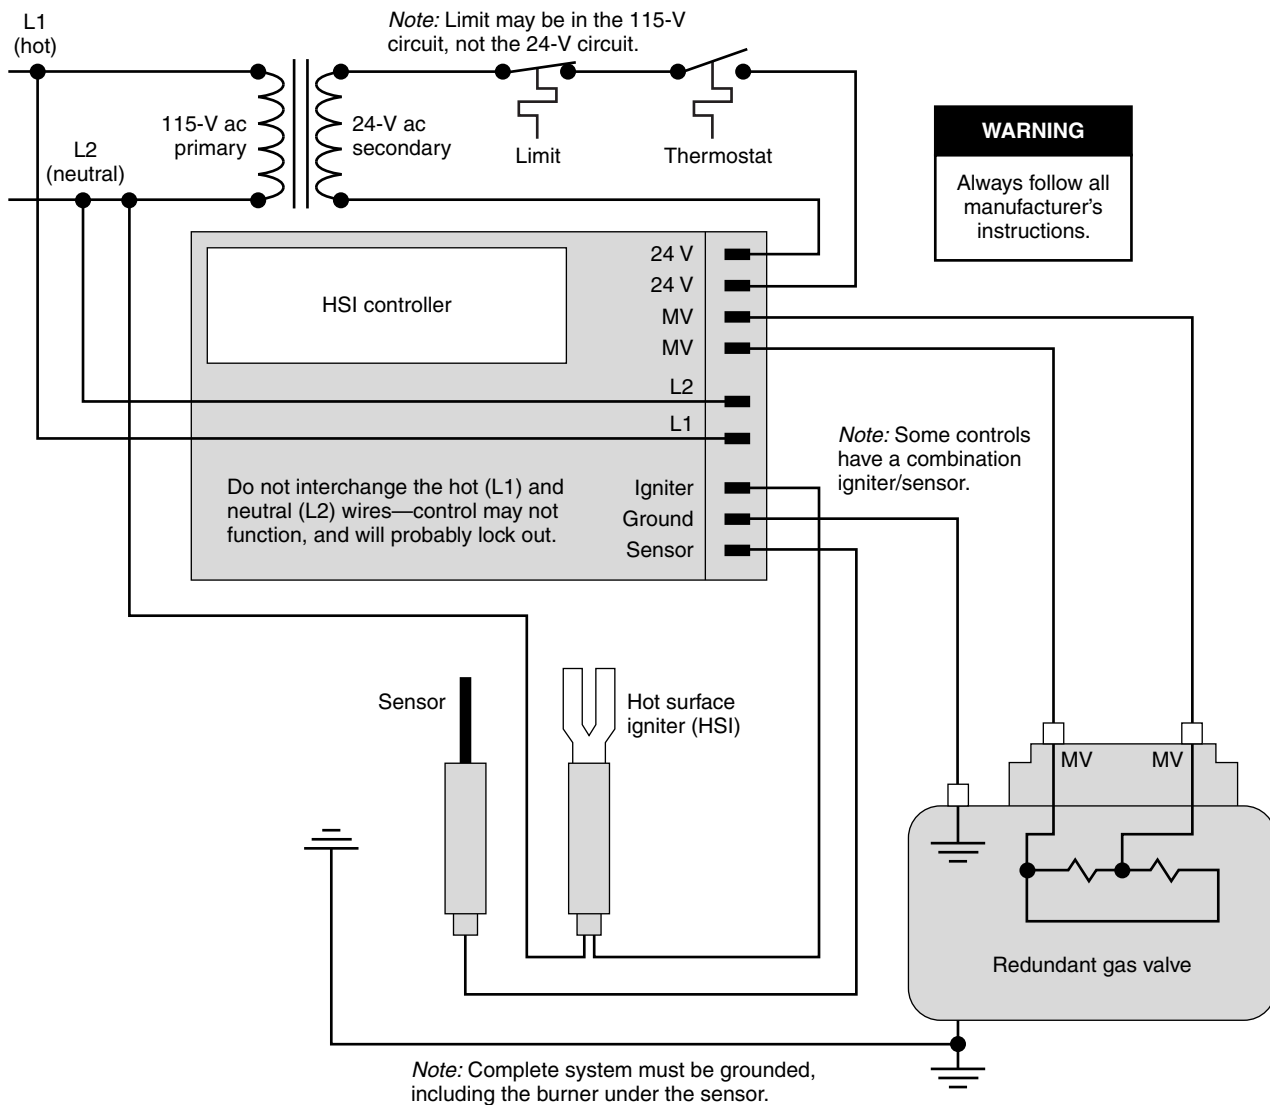 L1
(hot)
Note: Limit may be in the 115-V
circuit, not the 24-V circuit.
115-V ac
primary
24-V ac
secondary
L2
(neutral)
Limit
Thermostat
WARNING
Always follow all
manufacturer's
instructions.
HSI controller
24 V
24 V
MV
MV
L2
L1
Do not interchange the hot (L1) and
neutral (L2) wires—control may not
function, and will probably lock out.
Igniter
Ground
Sensor
Note: Some controls
have a combination
igniter/sensor.
Sensor
Hot surface
igniter (HSI)
MV
MV
Redundant gas valve
Note: Complete system must be grounded,
including the burner under the sensor.